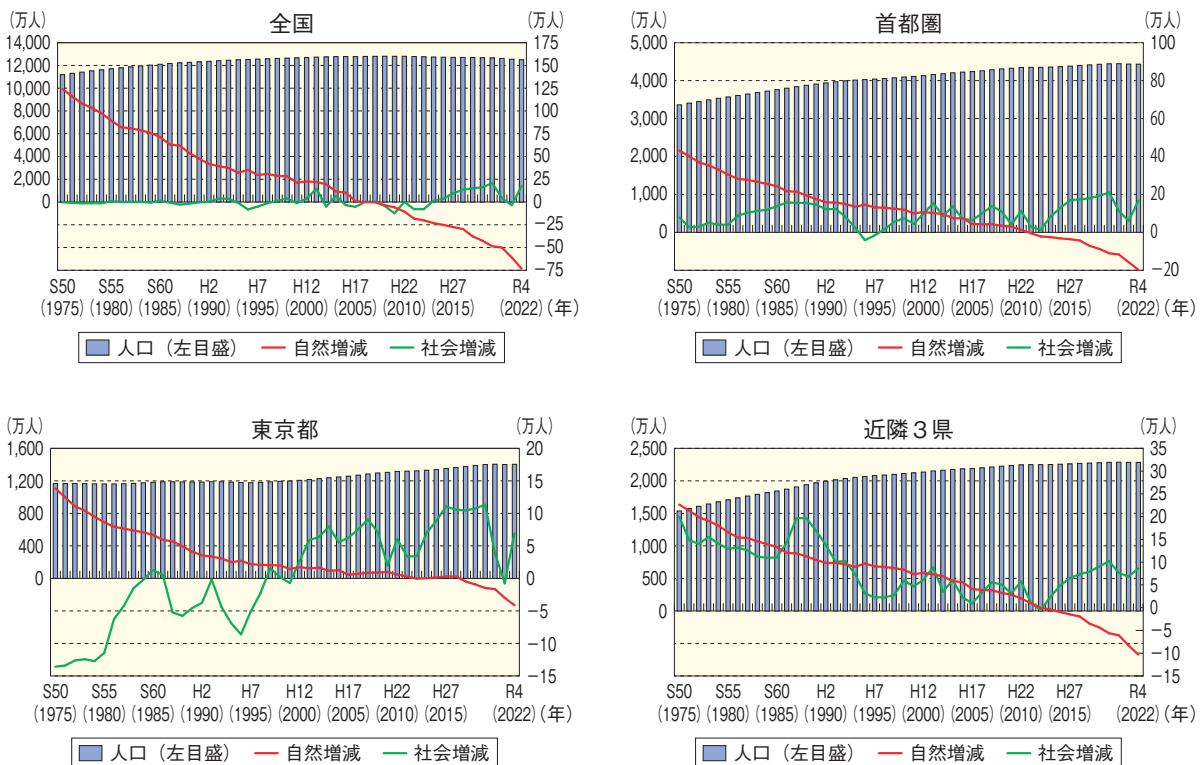 全国
(万人) (万人)
14,000 175
12,000 150
10,000 125
8,000 100
6,000 75
4,000 50
2,000 25
0 0
-25
-50
-75
S50 S55 S60 H2 H7 H12 H17 H22 H27 R4
(1975) (1980) (1985) (1990) (1995) (2000) (2005) (2010) (2015) (2022) (年)
人口(左目盛) 自然増減 社会増減
首都圏
(万人) (万人)
5,000 100
4,000 80
3,000 60
2,000 40
1,000 20
0 0
-20
S50 S55 S60 H2 H7 H12 H17 H22 H27 R4
(1975) (1980) (1985) (1990) (1995) (2000) (2005) (2010) (2015) (2022) (年)
人口(左目盛) 自然増減 社会増減
東京都
(万人) (万人)
1,600 20
1,200 15
800 10
400 5
0 0
-5
-10
-15
S50 S55 S60 H2 H7 H12 H17 H22 H27 R4
(1975) (1980) (1985) (1990) (1995) (2000) (2005) (2010) (2015) (2022) (年)
人口(左目盛) 自然増減 社会増減
近隣3県
(万人) (万人)
2,500 35
2,000 30
1,500 25
1,000 20
500 15
0 10
5
0
-5
-10
-15
S50 S55 S60 H2 H7 H12 H17 H22 H27 R4
(1975) (1980) (1985) (1990) (1995) (2000) (2005) (2010) (2015) (2022) (年)
人口(左目盛) 自然増減 社会増減